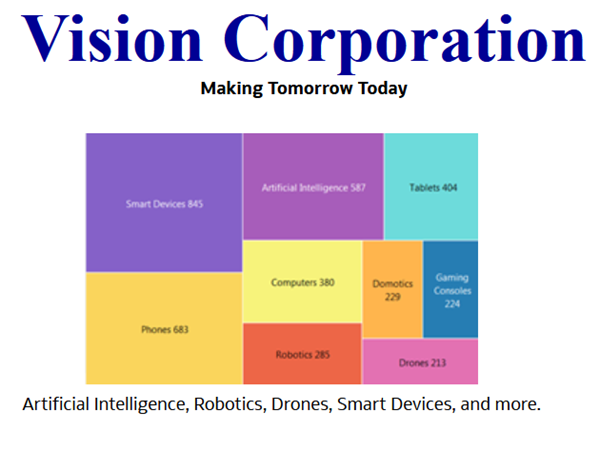 Vision Corporation
Making Tomorrow Today
Smart Devices 845
Artificial Intelligence 587
Tablets 404
Computers 380
Domotics
229
Gaming
Consoles
224
Phones 683
Robotics 285
Drones 213
Artificial Intelligence, Robotics, Drones, Smart Devices, and more.